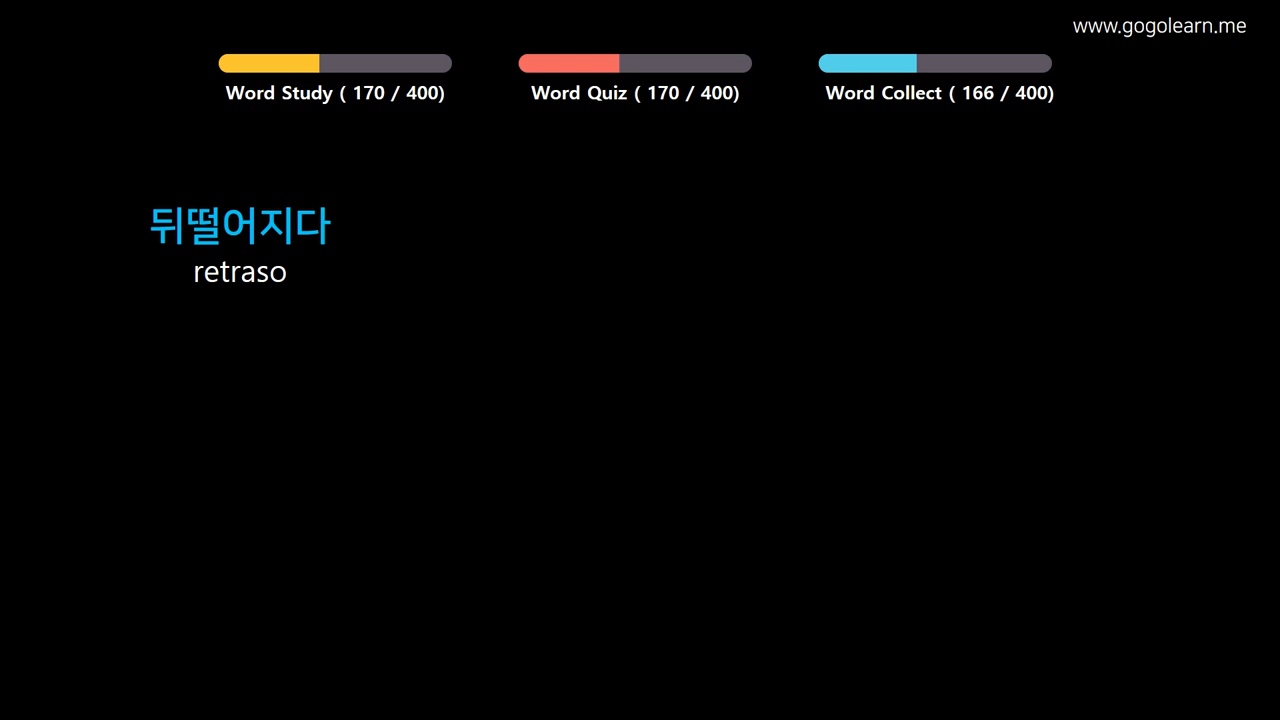 www.gogolearn.me
Word Study ( 170 / 400)
Word Quiz ( 170 / 400)
Word Collect ( 166 / 400)
뒤떨어지다
retraso